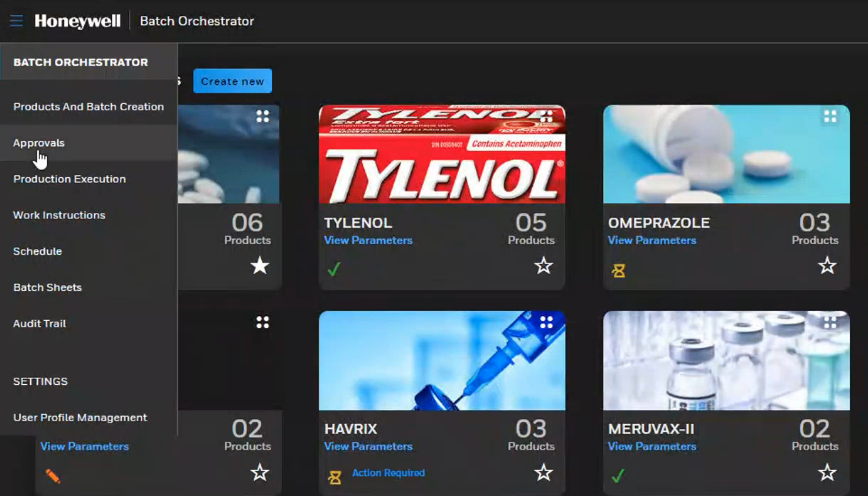 Honeywell Batch Orchestrator
BATCH ORCHESTRATOR
Products And Batch Creation
Approvals
Production Execution
Work Instructions
Schedule
Batch Sheets
Audit Trail
SETTINGS
User Profile Management
Create new
06
Products
TYLENOL
Extra fort
Contains Acetaminophen
TYLENOL®
TYLENOL
05
View Parameters
Products
OMEPRAZOLE
03
View Parameters
Products
02
View Parameters
Products
HAVRIX
03
View Parameters
Products
Action Required
MERUVAX-II
02
View Parameters
Products